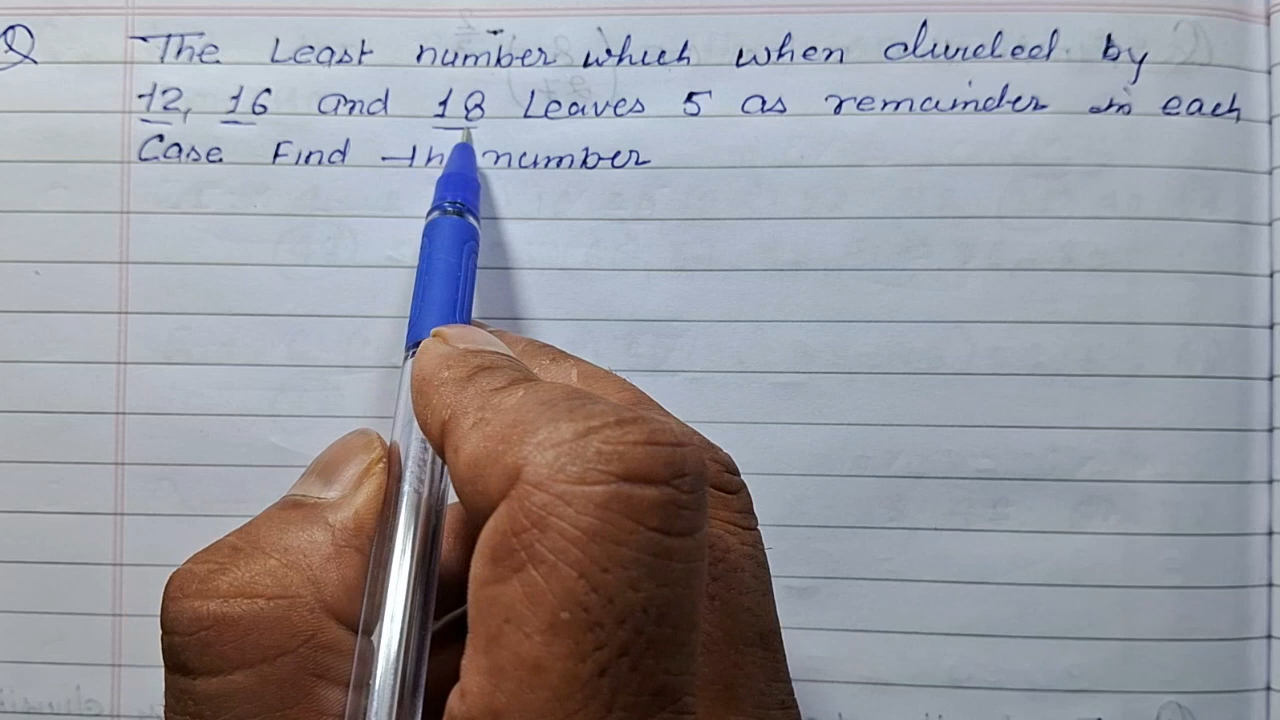 Q The Least number which when divided by
12, 16 and 18 Leaves 5 as remainder in each
Case Find the number